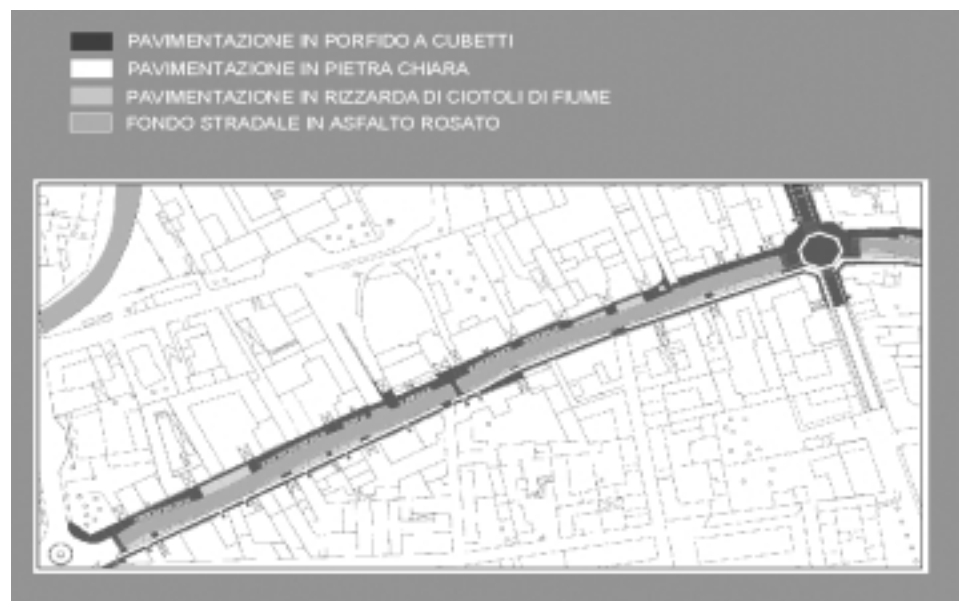 PAVIMENTAZIONE IN PORFIDO A CUBETTI
PAVIMENTAZIONE IN PIETRA CHIARA
PAVIMENTAZIONE IN RIZZARDA DI CIOTOLI DI FIUME
FONDO STRADALE IN ASFALTO ROSATO